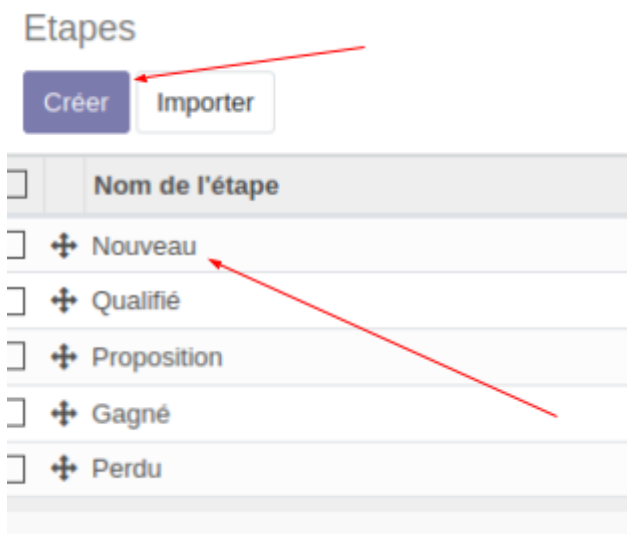 Etapes
Créer Importer
Nom de l'étape
Nouveau
Qualifié
Proposition
Gagné
Perdu